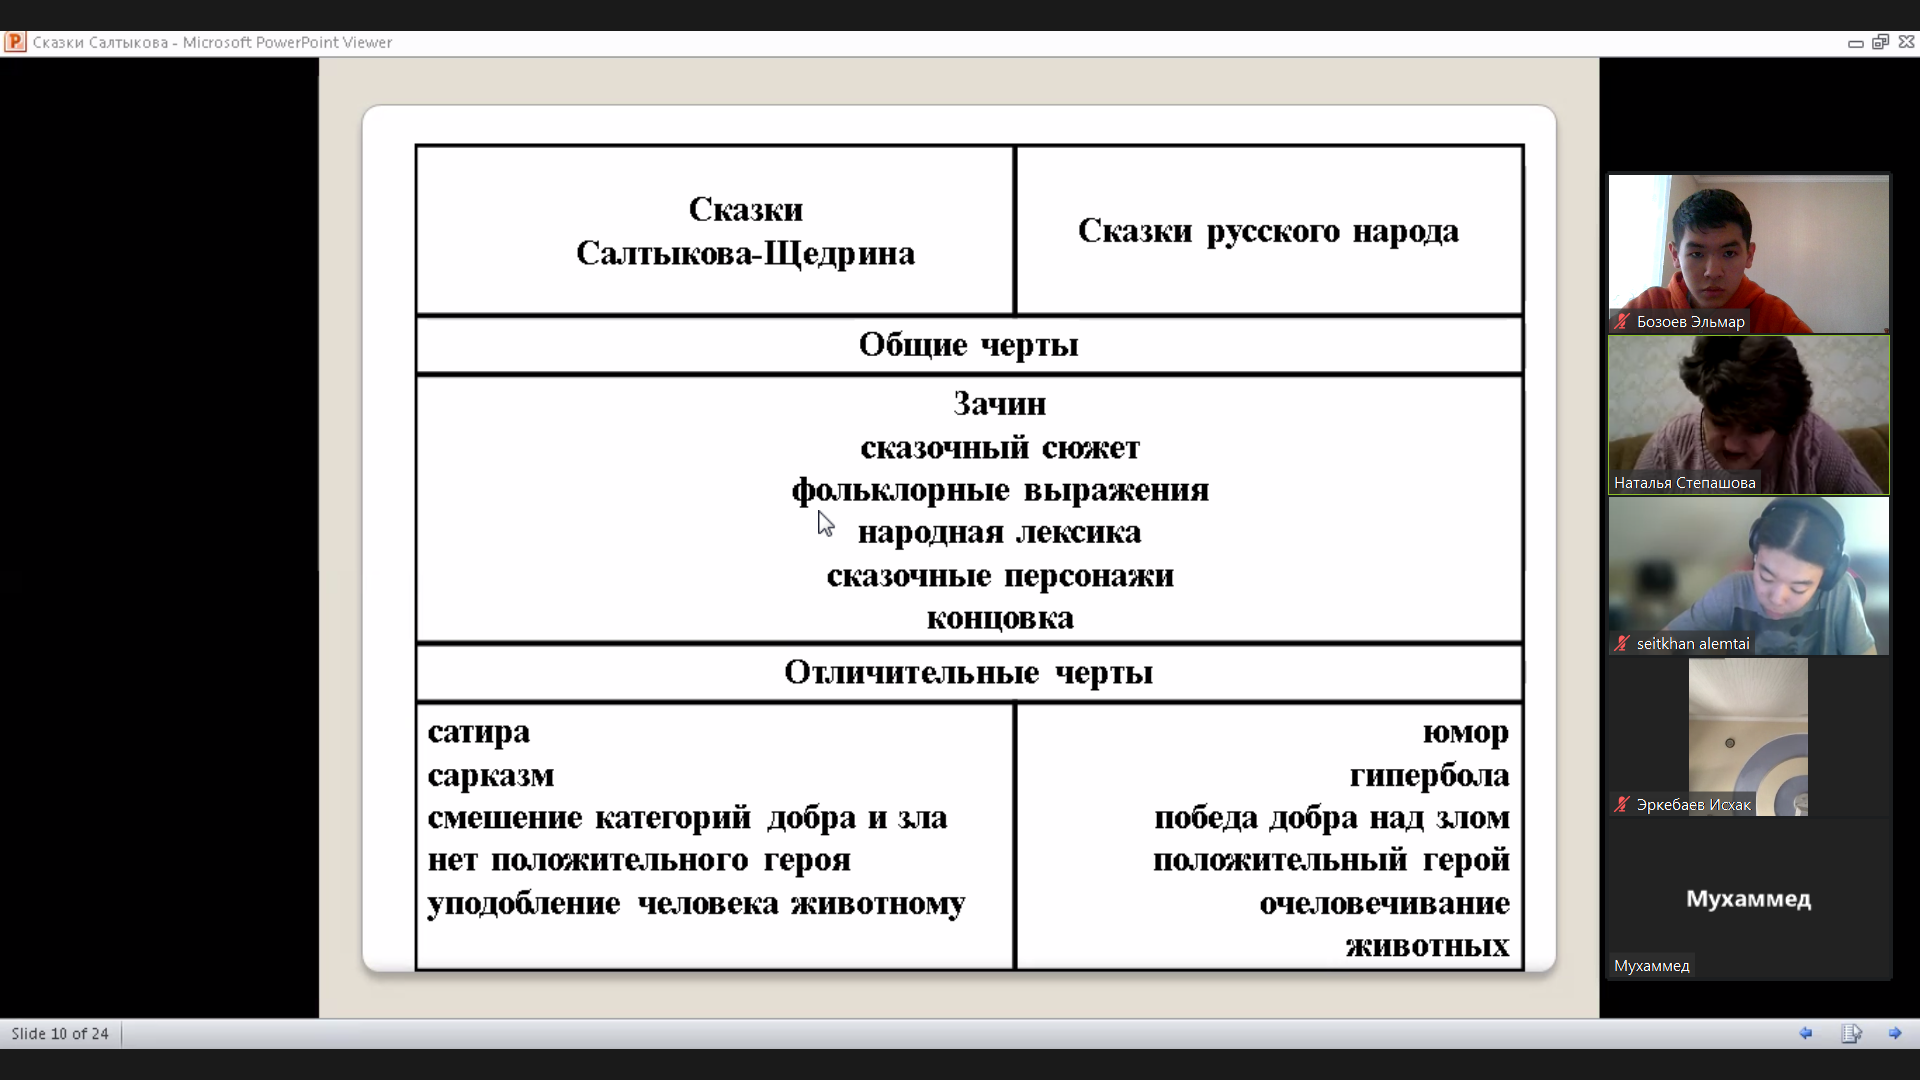 Сказки Салтыкова - Microsoft PowerPoint Viewer
Сказки
Салтыкова-Щедрина
Сказки русского народа
Общие черты
Зачин
сказочный сюжет
фольклорные выражения
народная лексика
сказочные персонажи
концовка
Отличительные черты
сатира
сарказм
смешение категорий добра и зла
нет положительного героя
уподобление человека животному
юмор
гипербола
победа добра над злом
положительный герой
очеловечивание
животных
Бозоев Эльмар
Наталья Степашова
seitkhan alemtai
Эркебаев Исхак
Мухаммед
Мухаммед
Slide 10 of 24